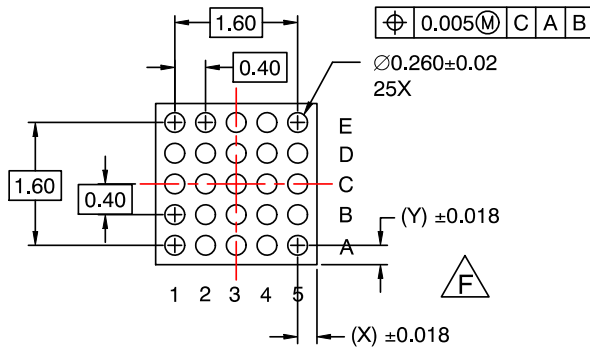 1.60
⌖ 0.005Ⓜ C A B
0.40
∅0.260±0.02
25X
E
D
1.60
C
0.40
B
(Y) ±0.018
A
F
1 2 3 4 5
(X) ±0.018